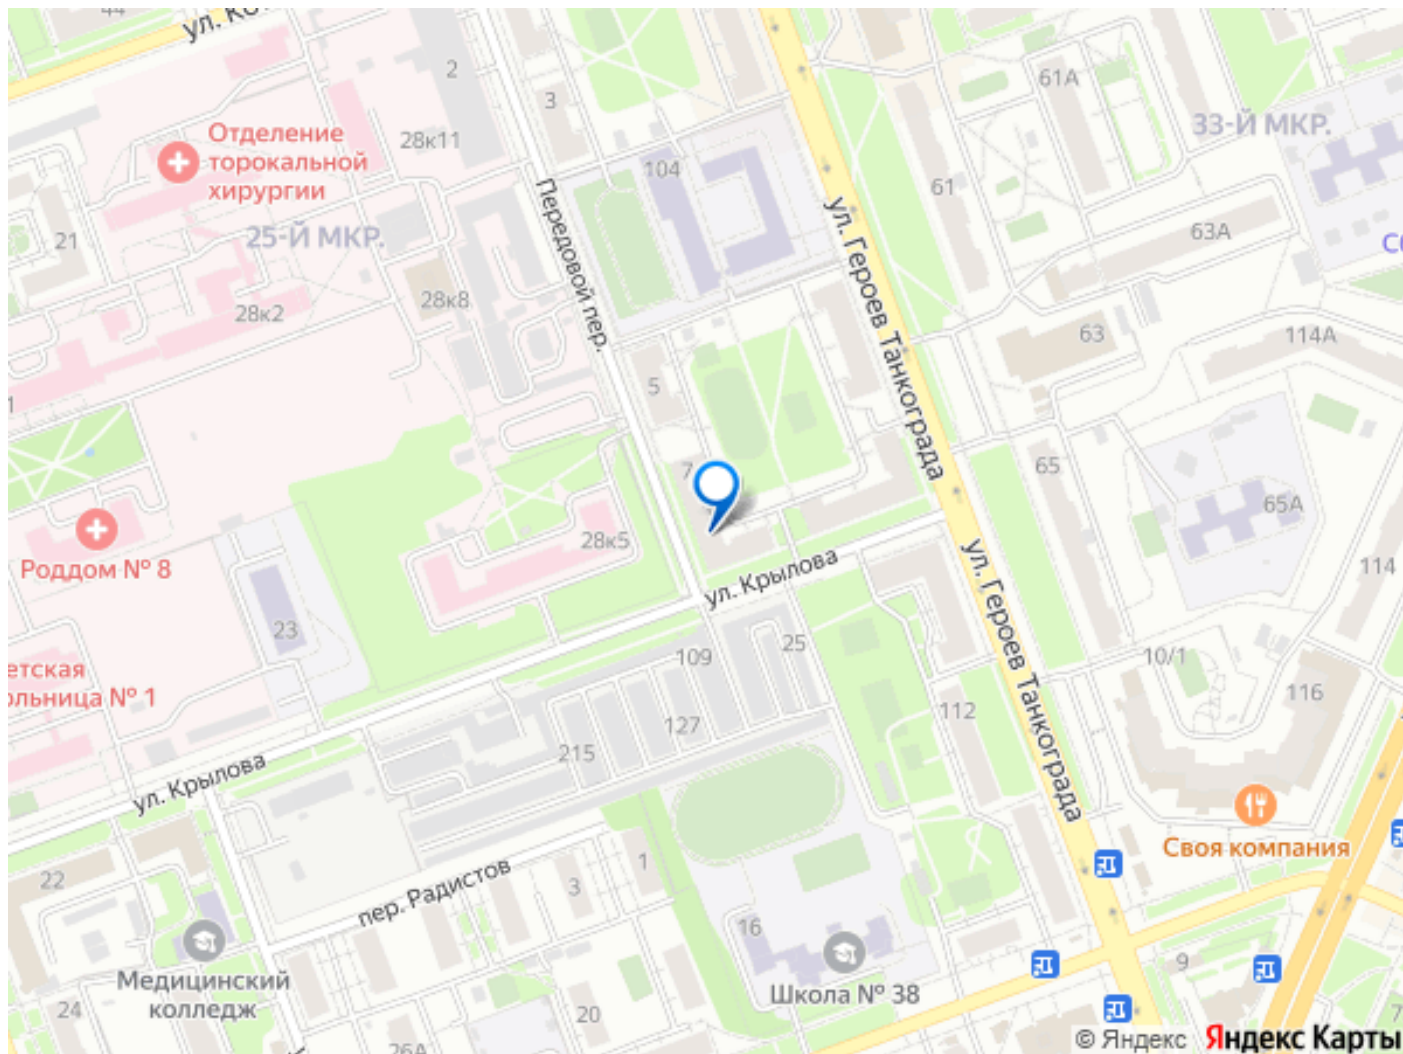 44
ул. Ко
2
3
61А
Отделение
торокальной
хирургии
28к11
33-Й МКР.
104
61
Передовой пер.
ул. Героев Танкограда
21
25-Й МКР.
63А
28к8
28к2
63
114А
5
1
65
7
65А
28к5
Роддом № 8
ул. Крылова
ул. Героев Танкограда
114
23
25
109
10/1
етская
ольница № 1
116
112
127
215
ул. Крылова
Своя компания
22
1
3
пер. Радистов
16
Медицинский
колледж
Школа № 38
9
24
20
26А
7
© Яндекс Яндекс Карты